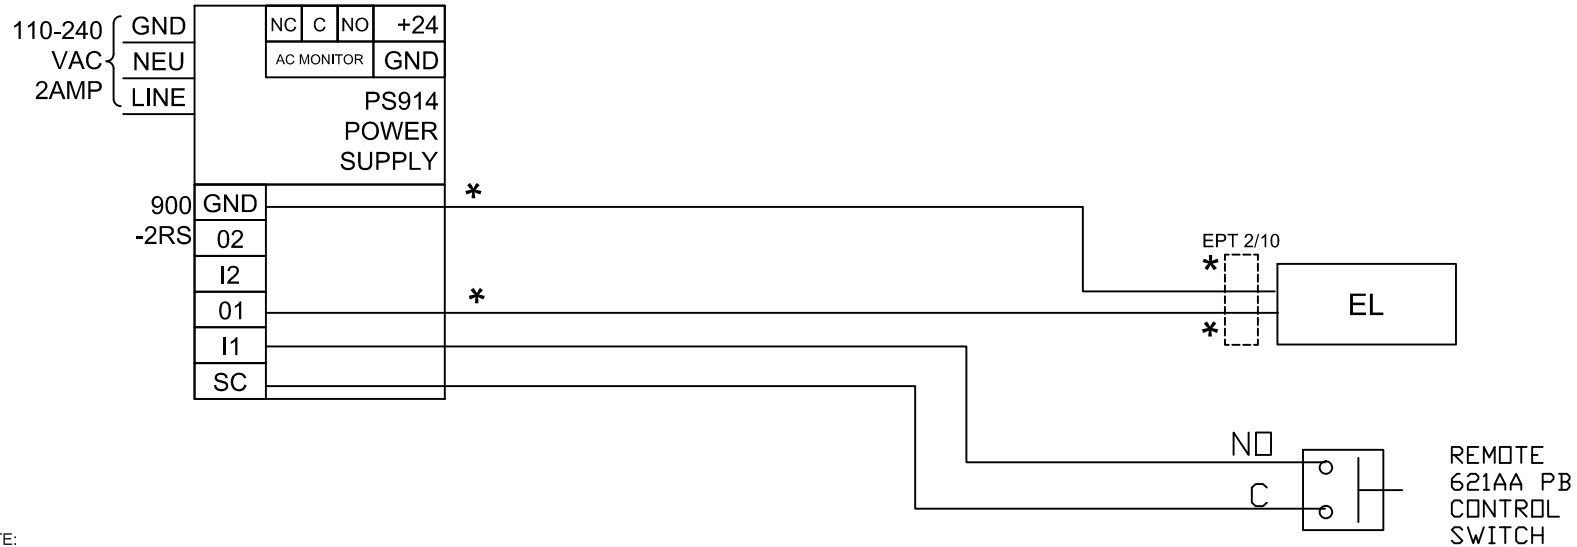 110-240
VAC
2AMP
GND
NEU
LINE
NC C NO +24
AC MONITOR GND
PS914
POWER
SUPPLY
900
-2RS
GND
02
I2
01
I1
SC
*
*
EPT 2/10
*
*
EL
NO
C
REMOTE
621AA PB
CONTROL
SWITCH
TE: